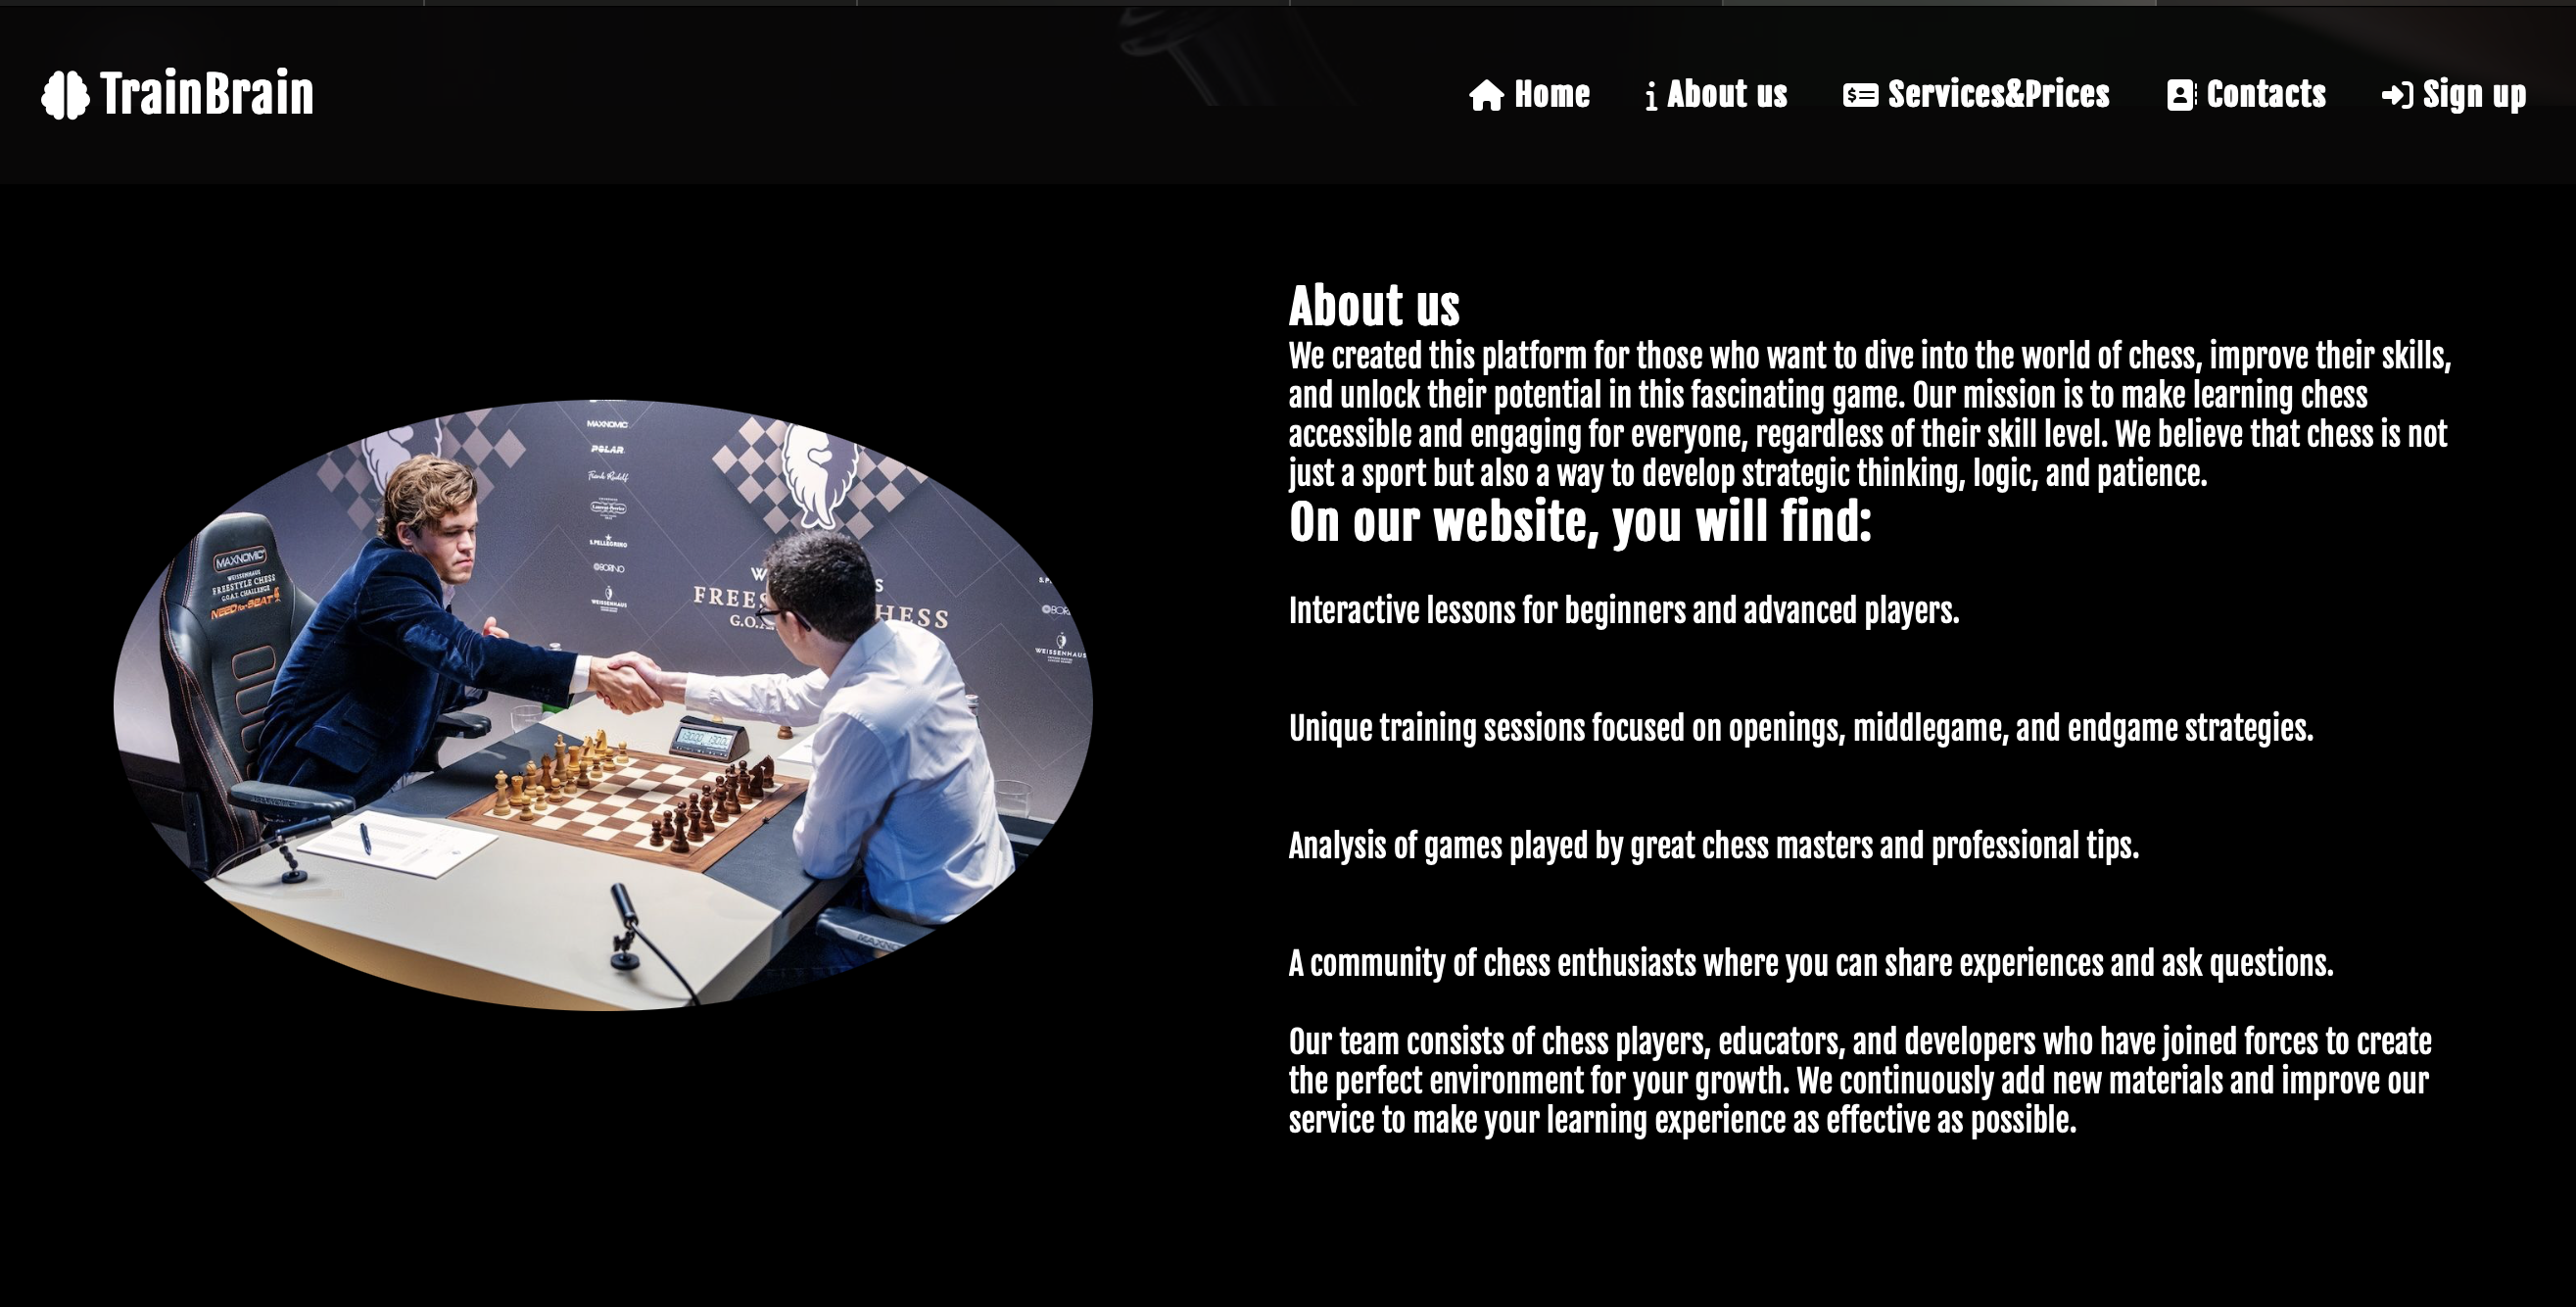 TrainBrain
Home
About us
Services&Prices
Contacts
Sign up
About us
We created this platform for those who want to dive into the world of chess, improve their skills,
and unlock their potential in this fascinating game. Our mission is to make learning chess
accessible and engaging for everyone, regardless of their skill level. We believe that chess is not
just a sport but also a way to develop strategic thinking, logic, and patience.
On our website, you will find:
Interactive lessons for beginners and advanced players.
Unique training sessions focused on openings, middlegame, and endgame strategies.
Analysis of games played by great chess masters and professional tips.
A community of chess enthusiasts where you can share experiences and ask questions.
Our team consists of chess players, educators, and developers who have joined forces to create
the perfect environment for your growth. We continuously add new materials and improve our
service to make your learning experience as effective as possible.
MAXNOMIC
POLAR
S.PELLEGRINO
WEISSENHAUS
MAXNOMIC
WEISSENHAUS
FREESTYLE CHESS
G.O.A.T. CHALLENGE
NEED for SEAT
FREES HESS
G.O.A
WEISSENHAUS